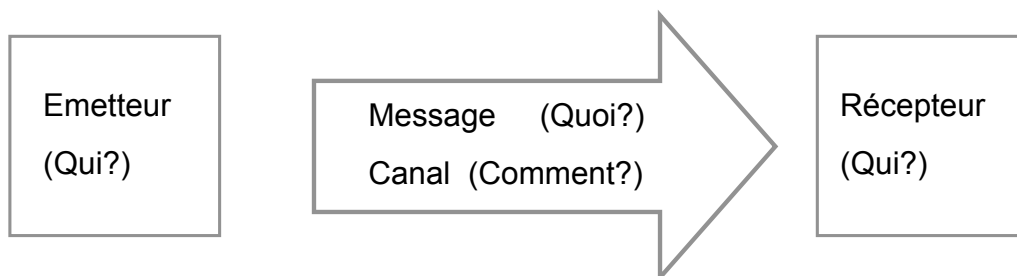 Emetteur
(Qui?)
Message (Quoi?)
Canal (Comment?)
Récepteur
(Qui?)